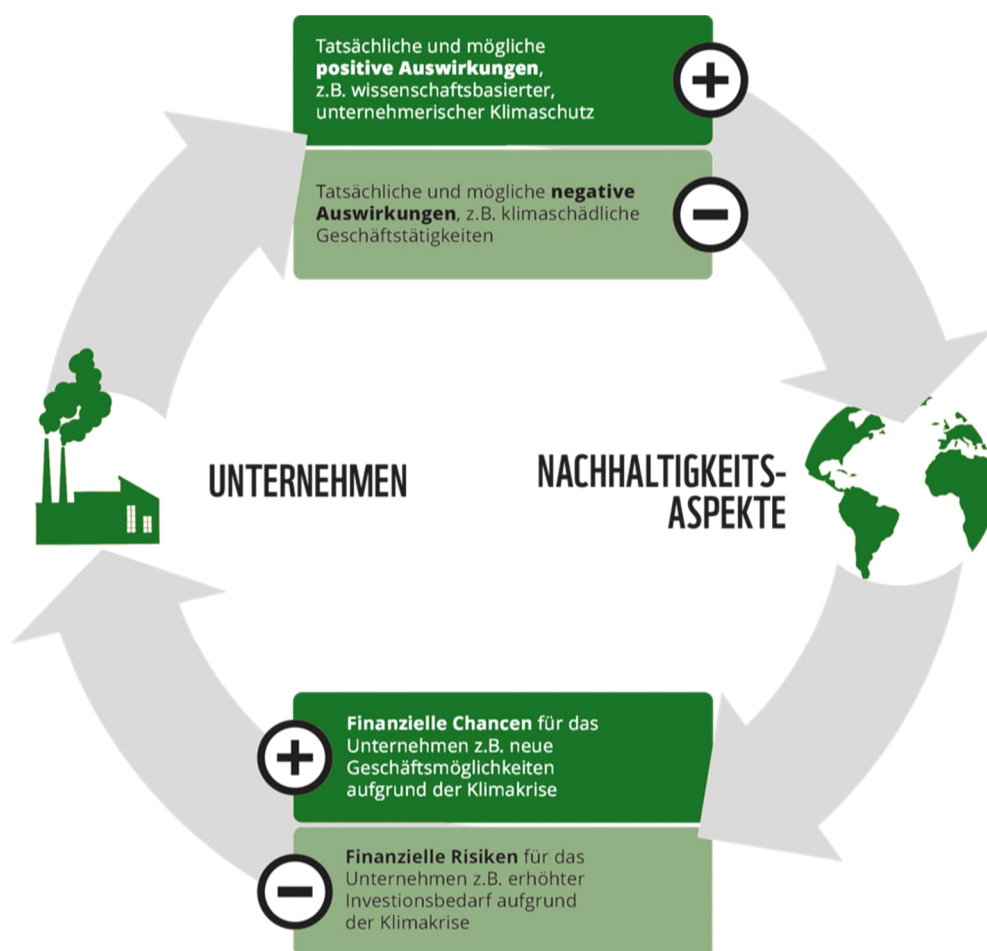 Tatsächliche und mögliche
positive Auswirkungen,
z.B. wissenschaftsbasierter,
unternehmerischer Klimaschutz
Tatsächliche und mögliche negative
Auswirkungen, z.B. klimaschädliche
Geschäftstätigkeiten
UNTERNEHMEN
NACHHALTIGKEITS-
ASPEKTE
Finanzielle Chancen für das
Unternehmen z.B. neue
Geschäftsmöglichkeiten
aufgrund der Klimakrise
Finanzielle Risiken für das
Unternehmen z.B. erhöhter
Investionsbedarf aufgrund
der Klimakrise